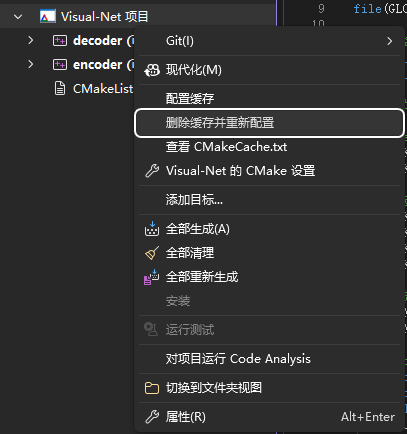 Visual-Net 项目
9
file(GLO
decoder (
10
Git(I)
encoder (
现代化(M)
CMakeList
配置缓存
删除缓存并重新配置
查看 CMakeCache.txt
Visual-Net 的 CMake 设置
添加目标...
全部生成(A)
全部清理
全部重新生成
安装
运行测试
对项目运行 Code Analysis
切换到文件夹视图
属性(R) Alt+Enter